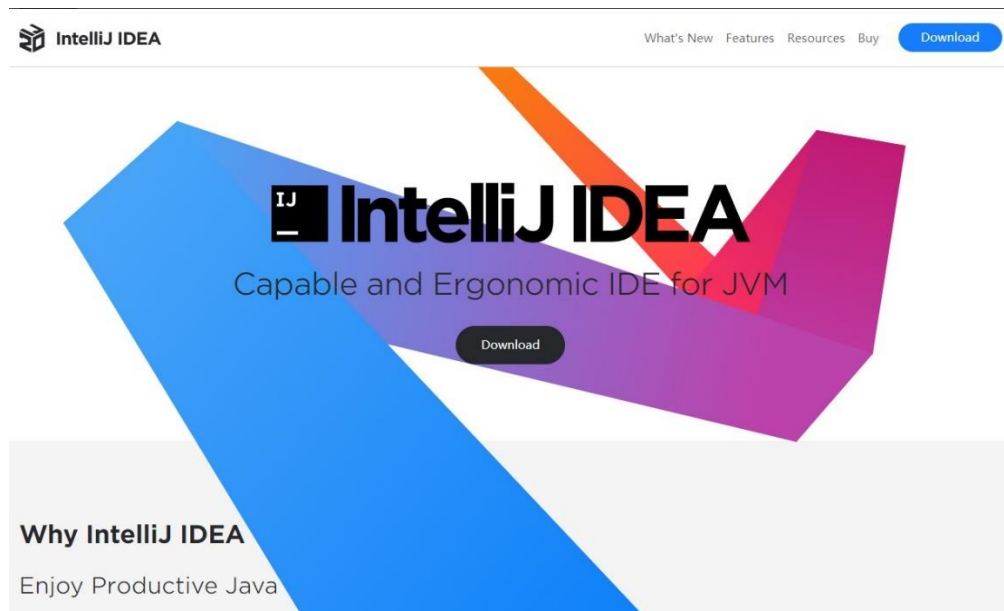 IntelliJ IDEA
What's New Features Resources Buy Download
IJ IntelliJ IDEA
Capable and Ergonomic IDE for JVM
Download
Why IntelliJ IDEA
Enjoy Productive Java